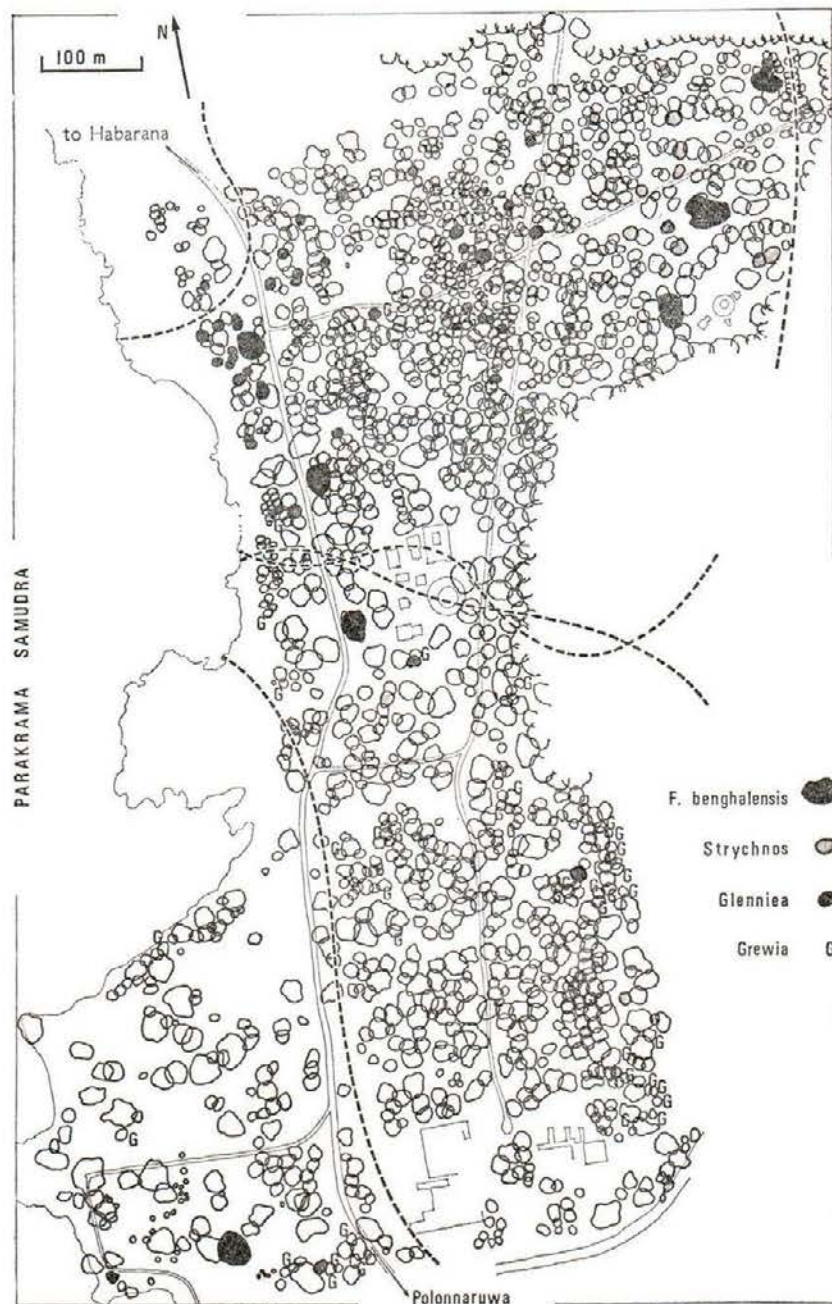 N
100 m
to Habarana
PARAKRAMA SAMUDRA
G
G
G
G
G
F. benghalensis
Strychnos
Glenniea
Grewia G
Polonnaruwa